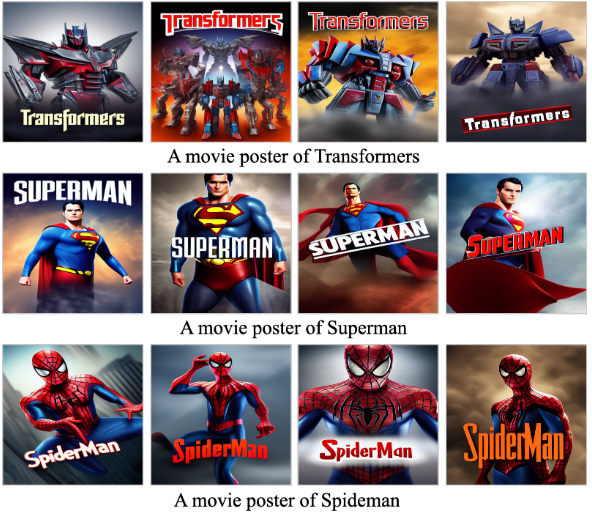 Transformers Transformers Transformers Transformers
A movie poster of Transformers
SUPERMAN SUPERMAN SUPERMAN SUPERMAN
A movie poster of Superman
SpiderMan SpiderMan SpiderMan SpiderMan
A movie poster of Spideman